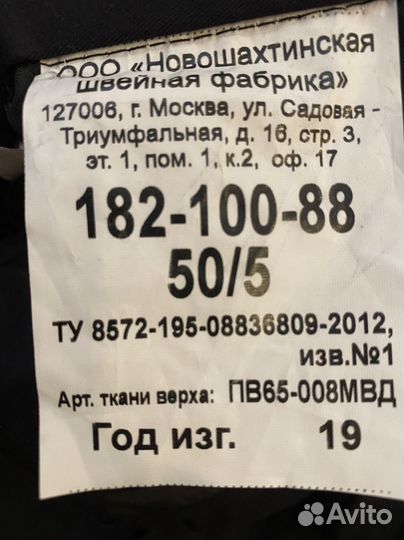 ООО «Новошахтинская
швейная фабрика»
127006, г. Москва, ул. Садовая -
Триумфальная, д. 16, стр. 3,
эт. 1, пом. 1, к.2, оф. 17
182-100-88
50/5
ТУ 8572-195-08836809-2012,
изв.№1
Арт. ткани верха: ПВ65-008МВД
Год изг. 19
Avito